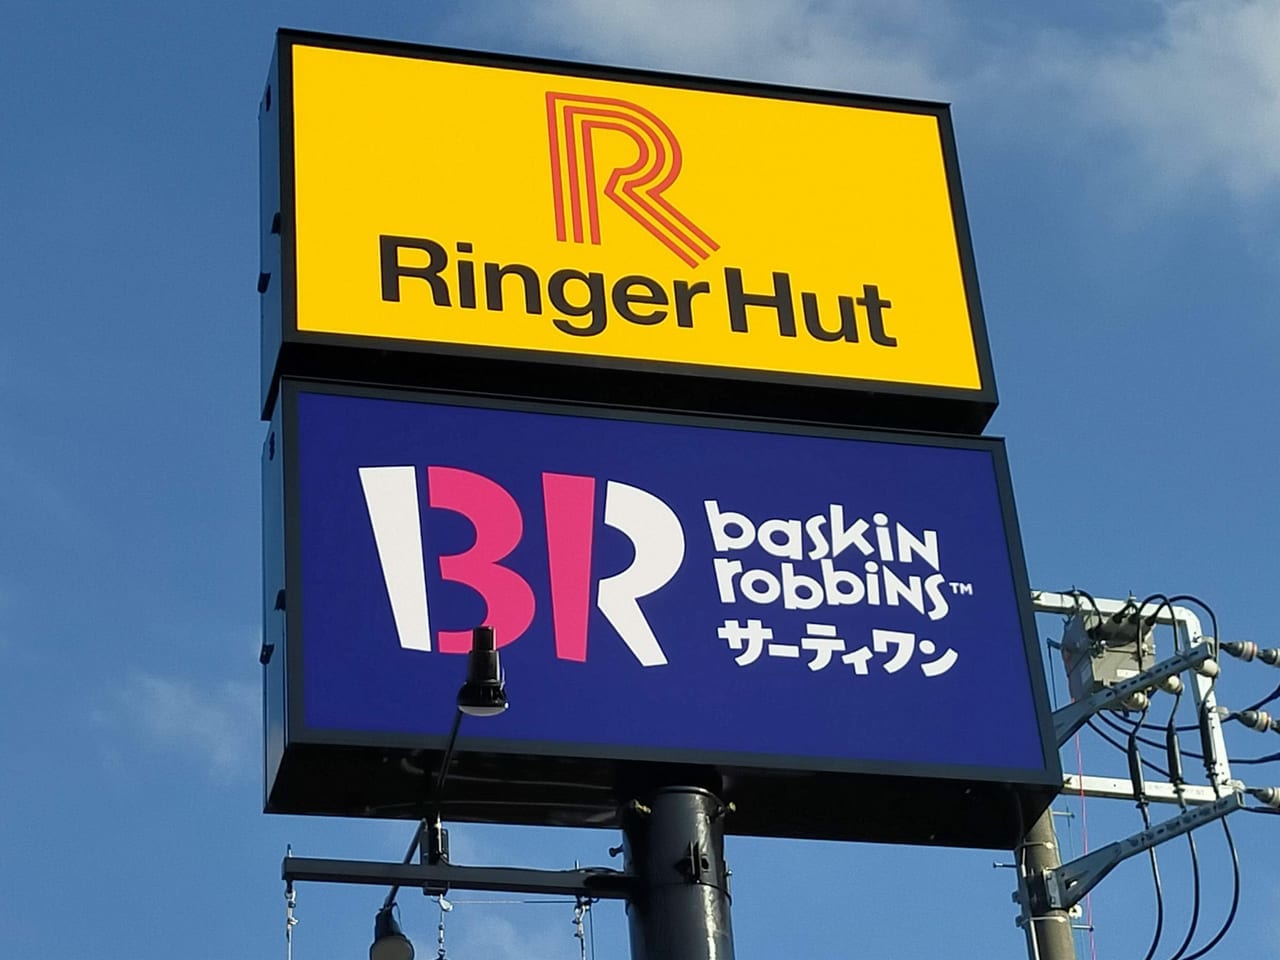 R
Ringer Hut
BR
baskin
robbins™
サーティワン